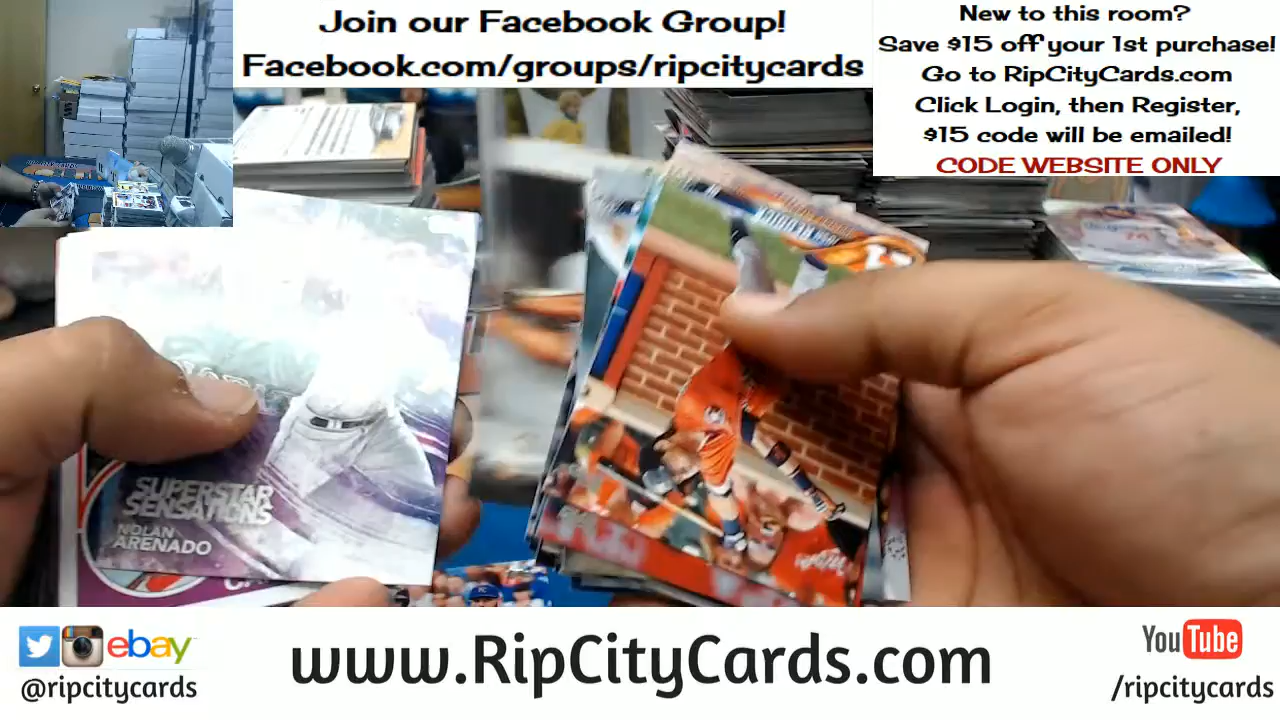 Join our Facebook Group!
Facebook.com/groups/ripcitycards
New to this room?
Save $15 off your 1st purchase!
Go to RipCityCards.com
Click Login, then Register,
$15 code will be emailed!
CODE WEBSITE ONLY
SUPERSTAR
SENSATIONS
NOLAN
ARENADO
ebay
@ripcitycards
www.RipCityCards.com
YouTube
/ripcitycards